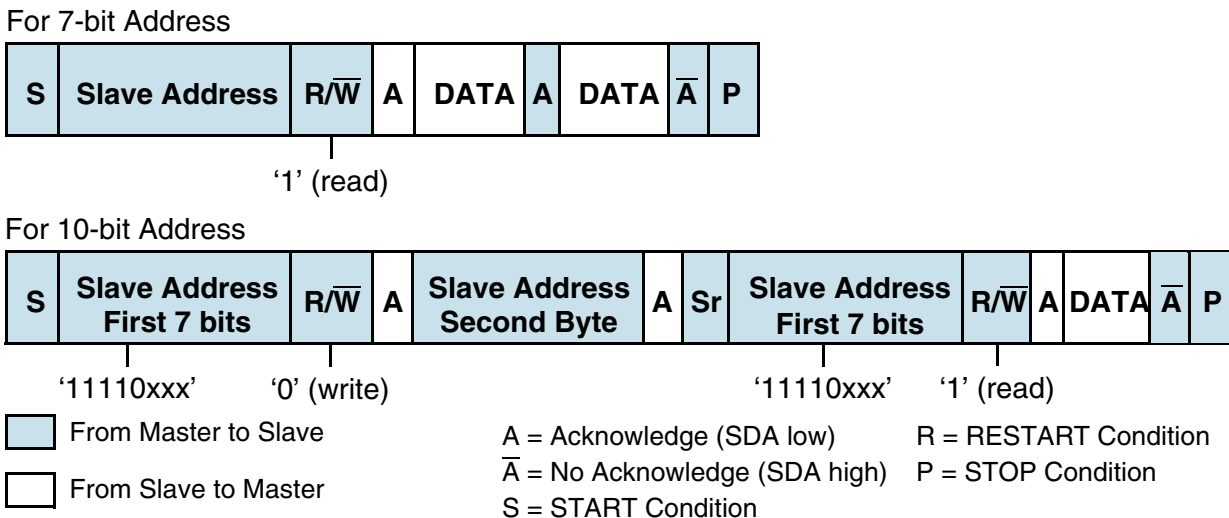 For 7-bit Address
S Slave Address R/W̅ A DATA A DATA A̅ P
‘1’ (read)
For 10-bit Address
S Slave Address First 7 bits R/W̅ A Slave Address Second Byte A Sr Slave Address First 7 bits R/W̅ A DATA A̅ P
‘11110xxx’ ‘0’ (write) ‘11110xxx’ ‘1’ (read)
From Master to Slave
From Slave to Master
A = Acknowledge (SDA low)
A̅ = No Acknowledge (SDA high)
S = START Condition
R = RESTART Condition
P = STOP Condition